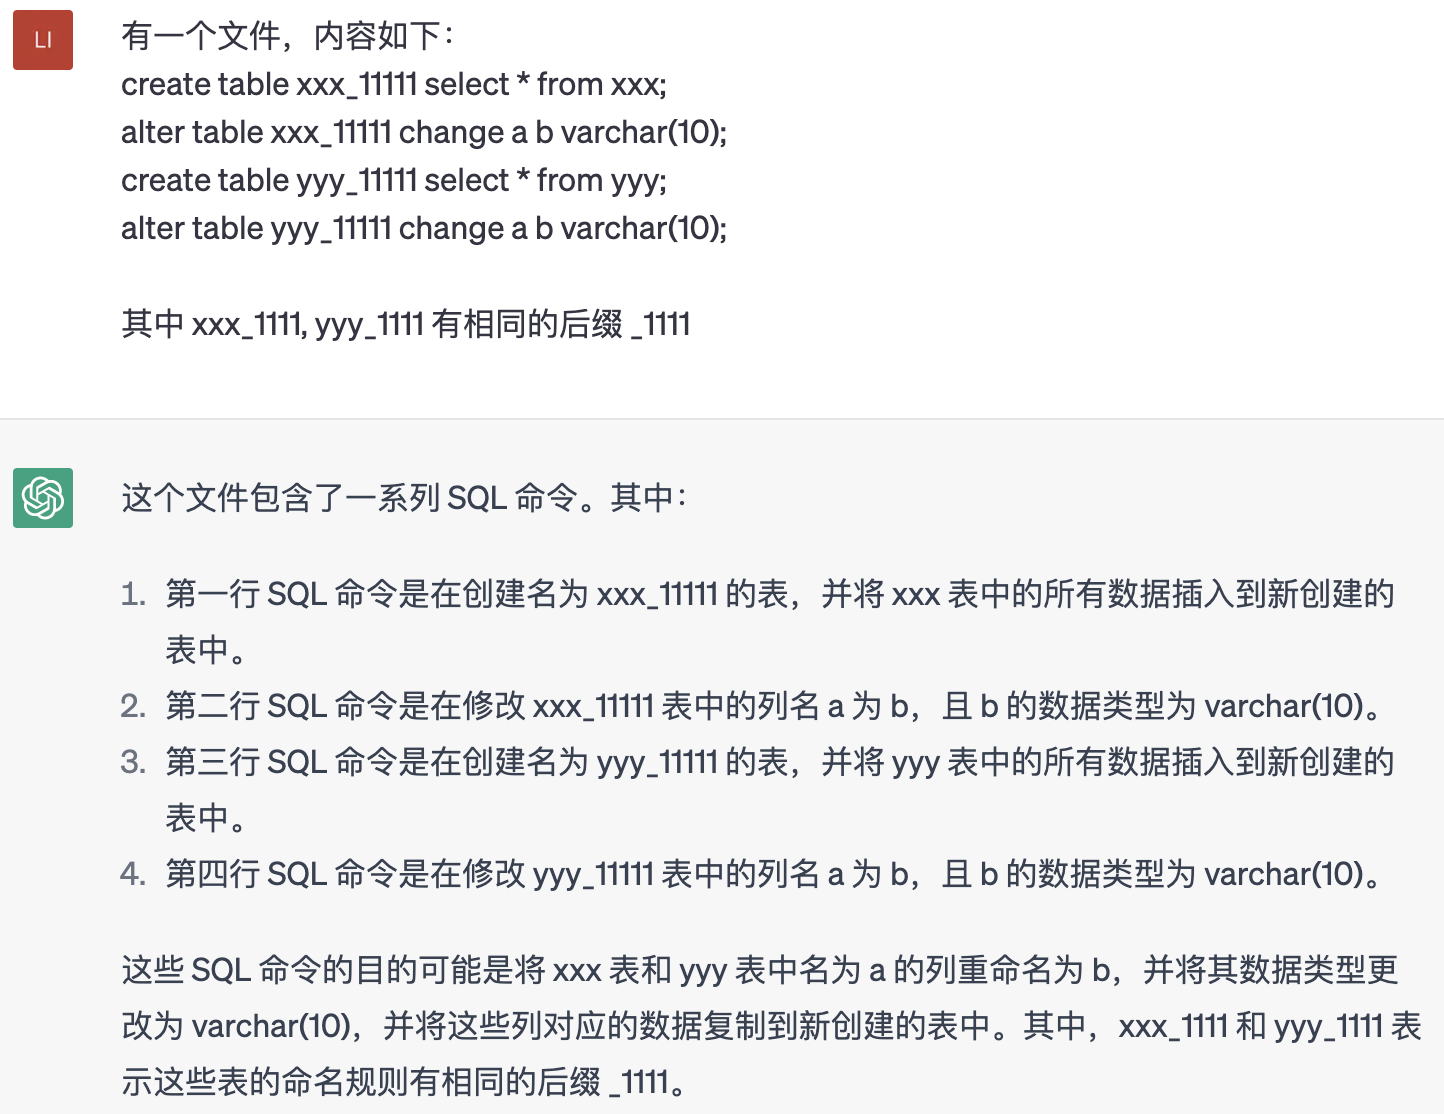 LI
有一个文件，内容如下：
create table xxx_11111 select * from xxx;
alter table xxx_11111 change a b varchar(10);
create table yyy_11111 select * from yyy;
alter table yyy_11111 change a b varchar(10);
其中 xxx_1111, yyy_1111 有相同的后缀 _1111
这个文件包含了一系列 SQL 命令。其中：
1. 第一行 SQL 命令是在创建名为 xxx_11111 的表，并将 xxx 表中的所有数据插入到新创建的
表中。
2. 第二行 SQL 命令是在修改 xxx_11111 表中的列名 a 为 b，且 b 的数据类型为 varchar(10)。
3. 第三行 SQL 命令是在创建名为 yyy_11111 的表，并将 yyy 表中的所有数据插入到新创建的
表中。
4. 第四行 SQL 命令是在修改 yyy_11111 表中的列名 a 为 b，且 b 的数据类型为 varchar(10)。
这些 SQL 命令的目的可能是将 xxx 表和 yyy 表中名为 a 的列重命名为 b，并将其数据类型更
改为 varchar(10)，并将这些列对应的数据复制到新创建的表中。其中，xxx_1111 和 yyy_1111 表
示这些表的命名规则有相同的后缀 _1111。